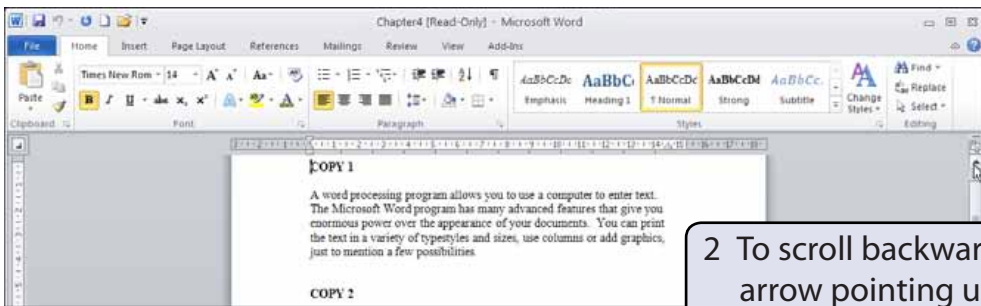 Chapter4 [Read-Only] - Microsoft Word
File Home Insert Page Layout References Mailings Review View Add-Ins
Times New Rom 14
Paste
AaBbCcDc AaBbC AaBbCcDc AaBbCcDd AaBbCc.
Emphasis Heading 1 ¶ Normal Strong Subtitle
Change Styles
Find
Replace
Select
Clipboard Font Paragraph Styles Editing
COPY 1
A word processing program allows you to use a computer to enter text.
The Microsoft Word program has many advanced features that give you
enormous power over the appearance of your documents. You can print
the text in a variety of typestyles and sizes, use columns or add graphics,
just to mention a few possibilities.
COPY 2
2 To scroll backwar
arrow pointing u